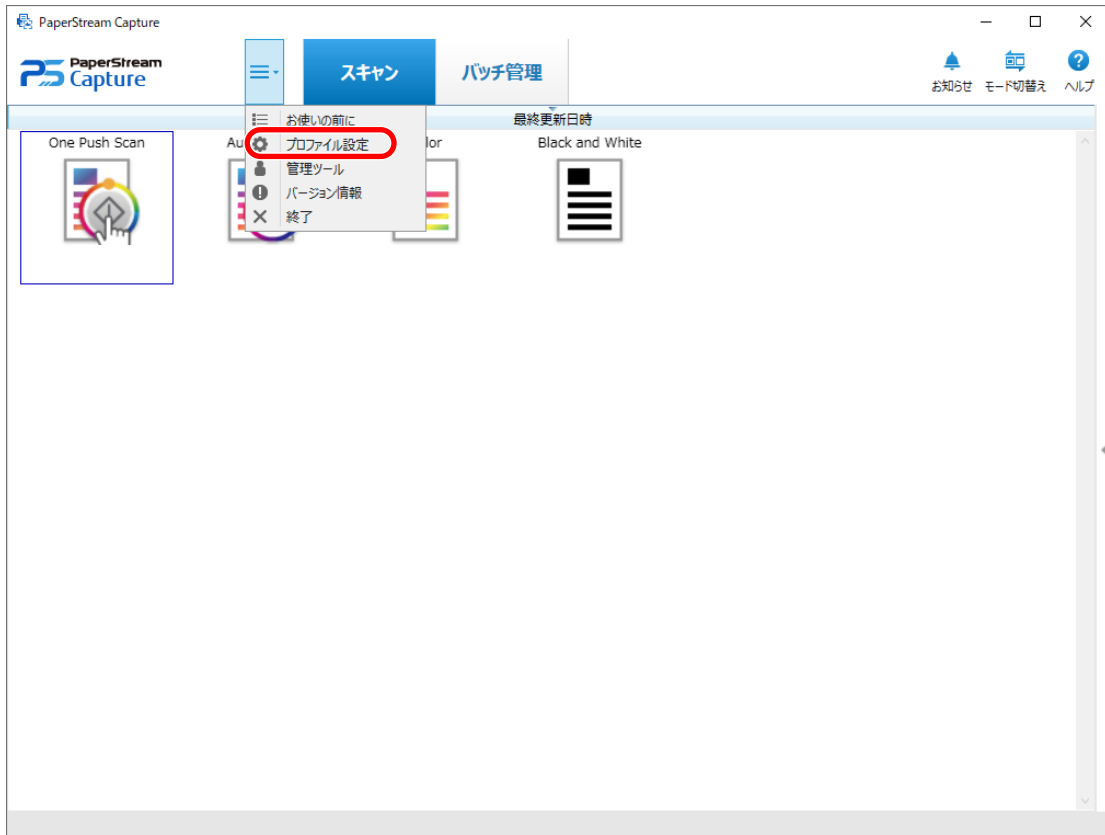 PaperStream Capture
PaperStream
Capture
スキャン
バッチ管理
お知らせ
モード切替え
ヘルプ
最終更新日時
お使いの前に
プロファイル設定
管理ツール
バージョン情報
終了
One Push Scan
Au
lor
Black and White